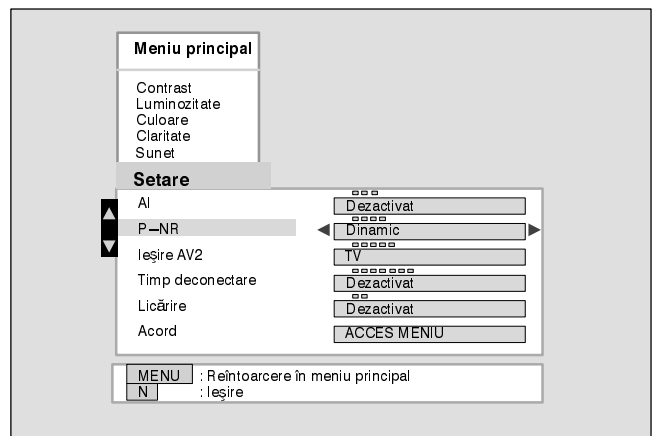 Meniu principal
Contrast
Luminozitate
Culoare
Claritate
Sunet
Setare
AI Dezactivat
P–NR Dinamic
Ieşire AV2 TV
Timp deconectare Dezactivat
Licărire Dezactivat
Acord ACCES MENIU
MENU : Reîntoarcere în meniu principal
N : Ieşire